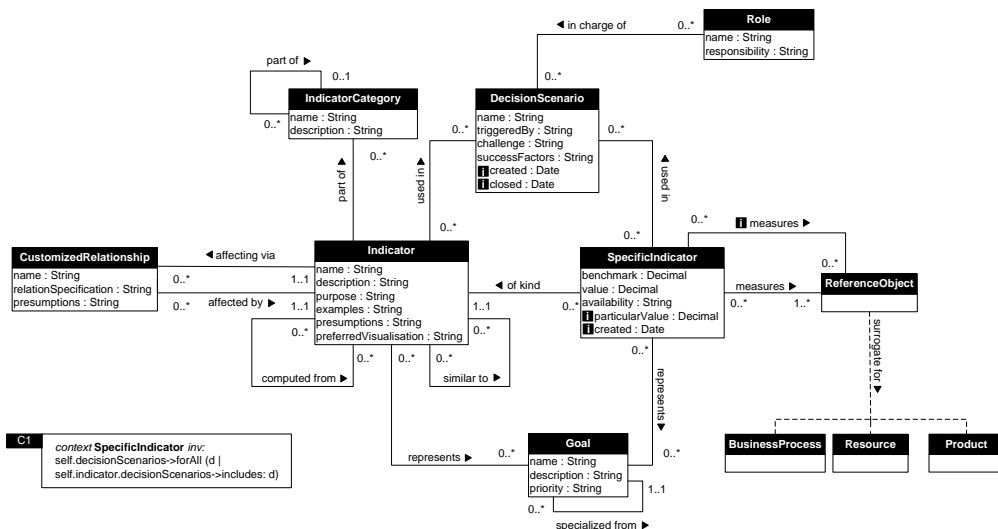 Role
name : String
responsibility : String
◄ in charge of
0..*
0..*
part of ►
0..1
0..*
IndicatorCategory
name : String
description : String
0..*
part of ►
DecisionScenario
name : String
triggeredBy : String
challenge : String
successFactors : String
i created : Date
i closed : Date
0..*
0..*
used in ►
used in ►
0..*
0..*
0..*
i measures ►
0..*
CustomizedRelationship
name : String
relationSpecification : String
presumptions : String
◄ affecting via
0..*
1..1
0..*
affected by ►
1..1
Indicator
name : String
description : String
purpose : String
examples : String
presumptions : String
preferredVisualisation : String
◄ of kind
1..1
0..*
SpecificIndicator
benchmark : Decimal
value : Decimal
availability : String
i particularValue : Decimal
i created : Date
measures ►
0..*
1..*
ReferenceObject
surrogate for ►
0..*
0..*
computed from ►
0..*
0..*
0..*
similar to ►
0..*
represents ►
BusinessProcess
Resource
Product
represents ►
0..*
0..*
Goal
name : String
description : String
priority : String
1..1
0..*
specialized from ►
C1
context SpecificIndicator inv:
self.decisionScenarios->forAll (d |
self.indicator.decisionScenarios->includes: d)